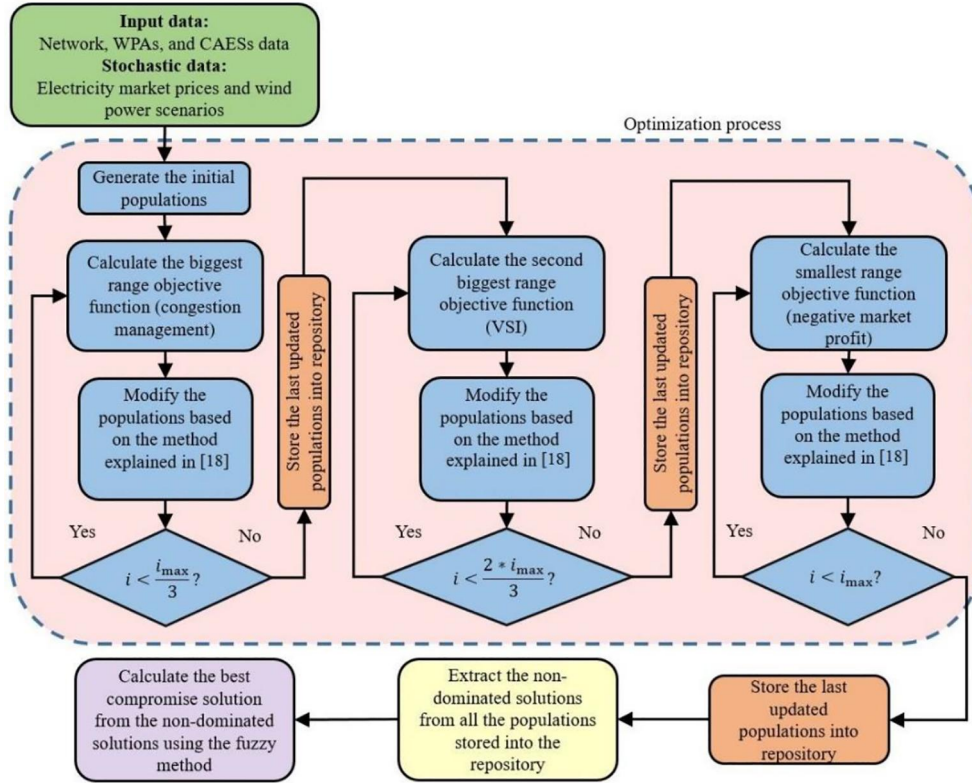 Input data:
Network, WPAs, and CAESs data
Stochastic data:
Electricity market prices and wind
power scenarios
Optimization process
Generate the initial
populations
Calculate the biggest
range objective
function (congestion
management)
Modify the
populations based
on the method
explained in [18]
Yes
No
i < i_max/3?
Store the last updated
populations into repository
Calculate the second
biggest range
objective function
(VSI)
Modify the
populations based
on the method
explained in [18]
Yes
No
i < 2 * i_max/3?
Store the last updated
populations into repository
Calculate the
smallest range
objective function
(negative market
profit)
Modify the
populations based
on the method
explained in [18]
Yes
No
i < i_max?
Store the last
updated
populations into
repository
Extract the non-
dominated solutions
from all the populations
stored into the
repository
Calculate the best
compromise solution
from the non-dominated
solutions using the fuzzy
method